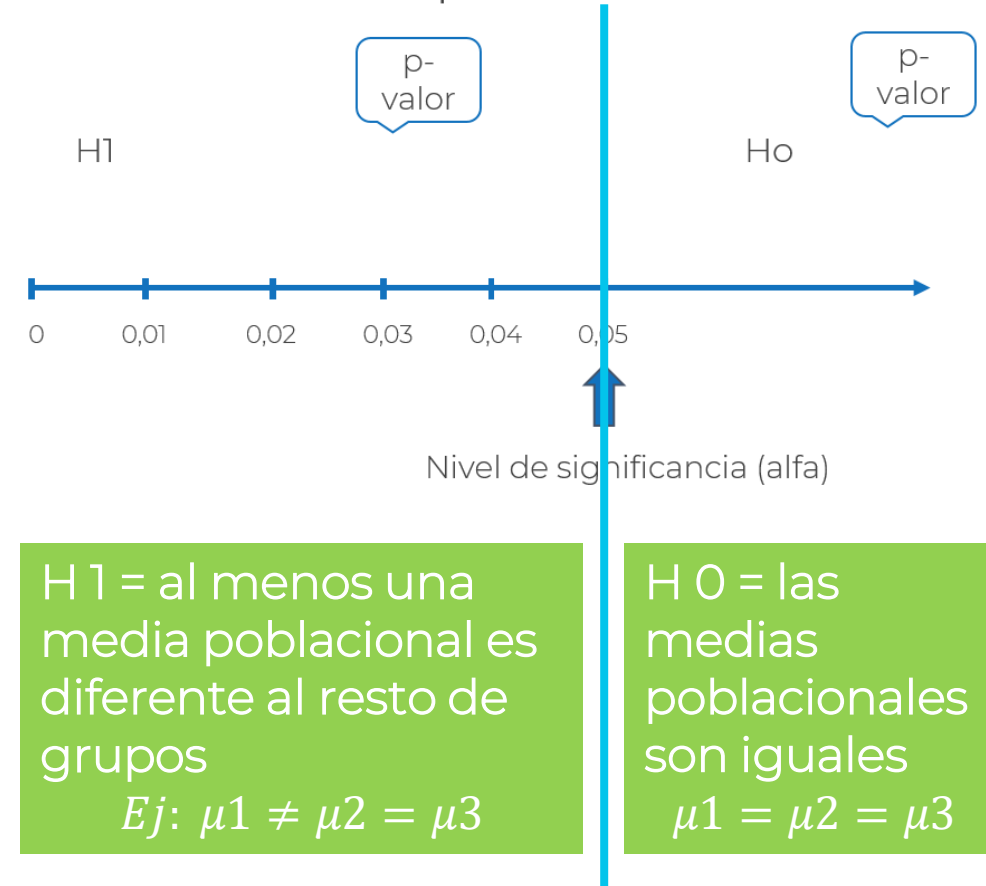 p-
valor
p-
valor
H1
Ho
0
0,01
0,02
0,03
0,04
0,05
Nivel de significancia (alfa)
H 1 = al menos una
media poblacional es
diferente al resto de
grupos
Ej: μ1 ≠ μ2 = μ3
H 0 = las
medias
poblacionales
son iguales
μ1 = μ2 = μ3